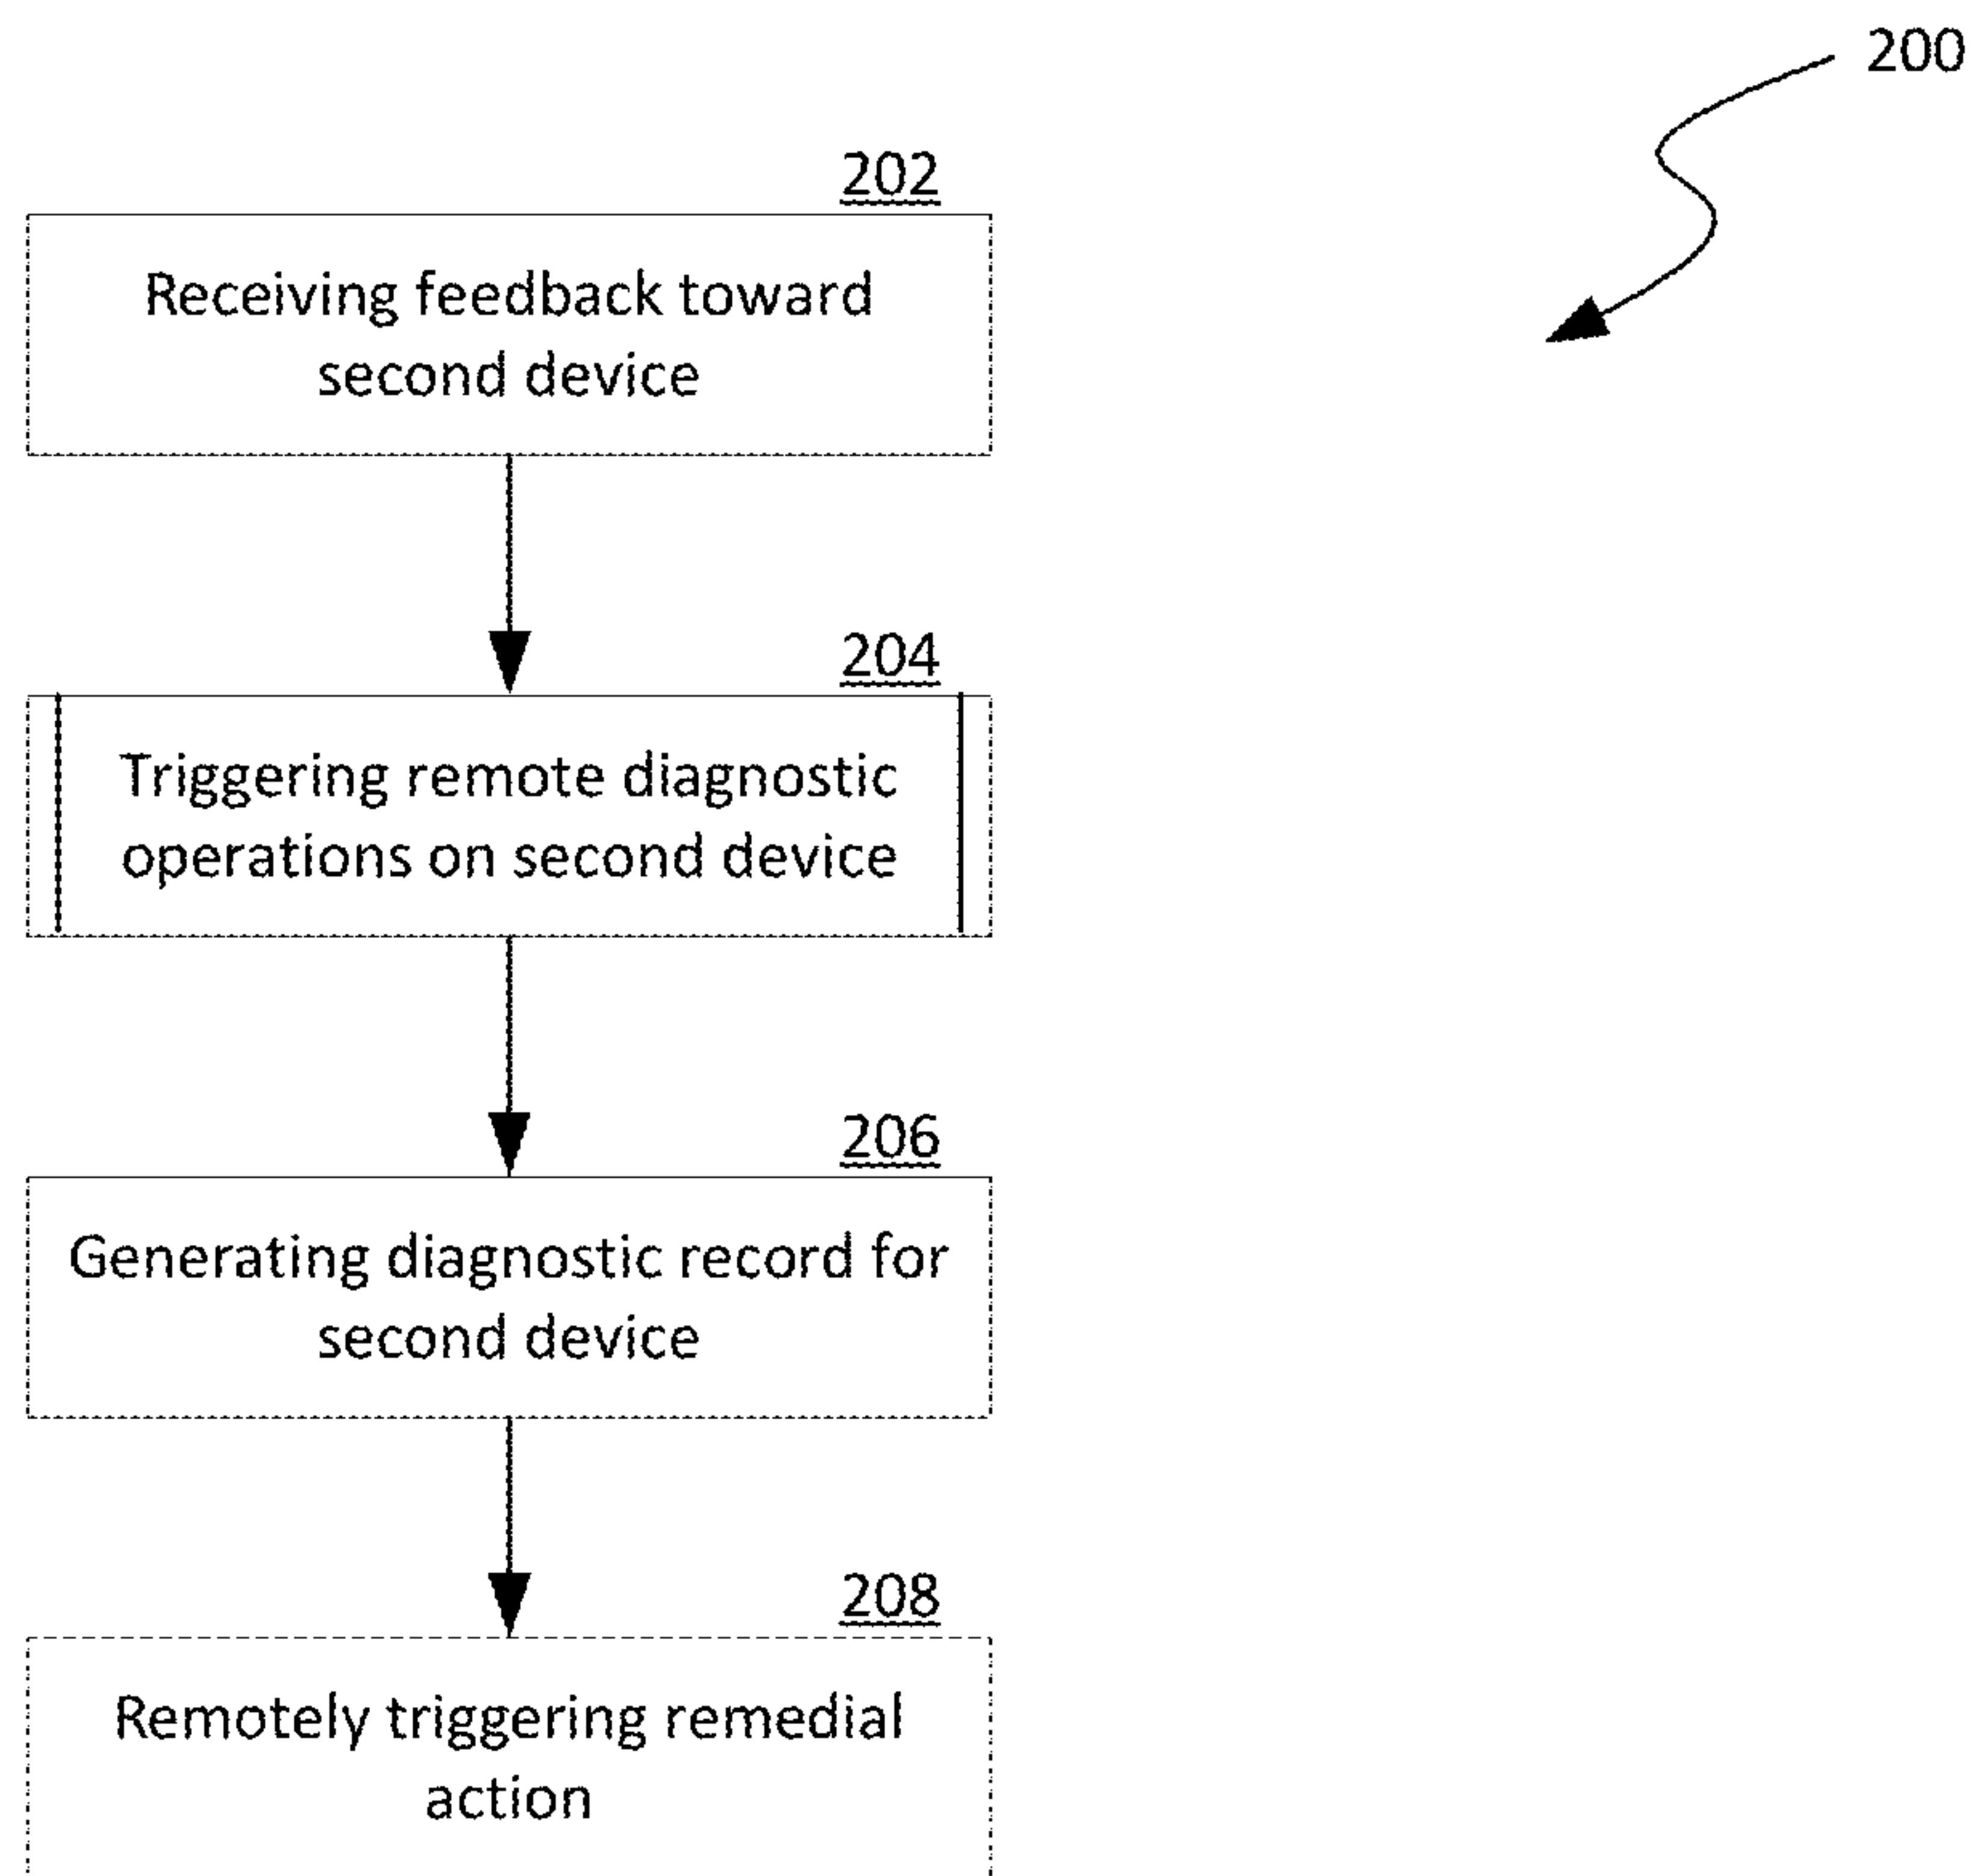 200
202
Receiving feedback toward
second device
204
Triggering remote diagnostic
operations on second device
206
Generating diagnostic record for
second device
208
Remotely triggering remedial
action